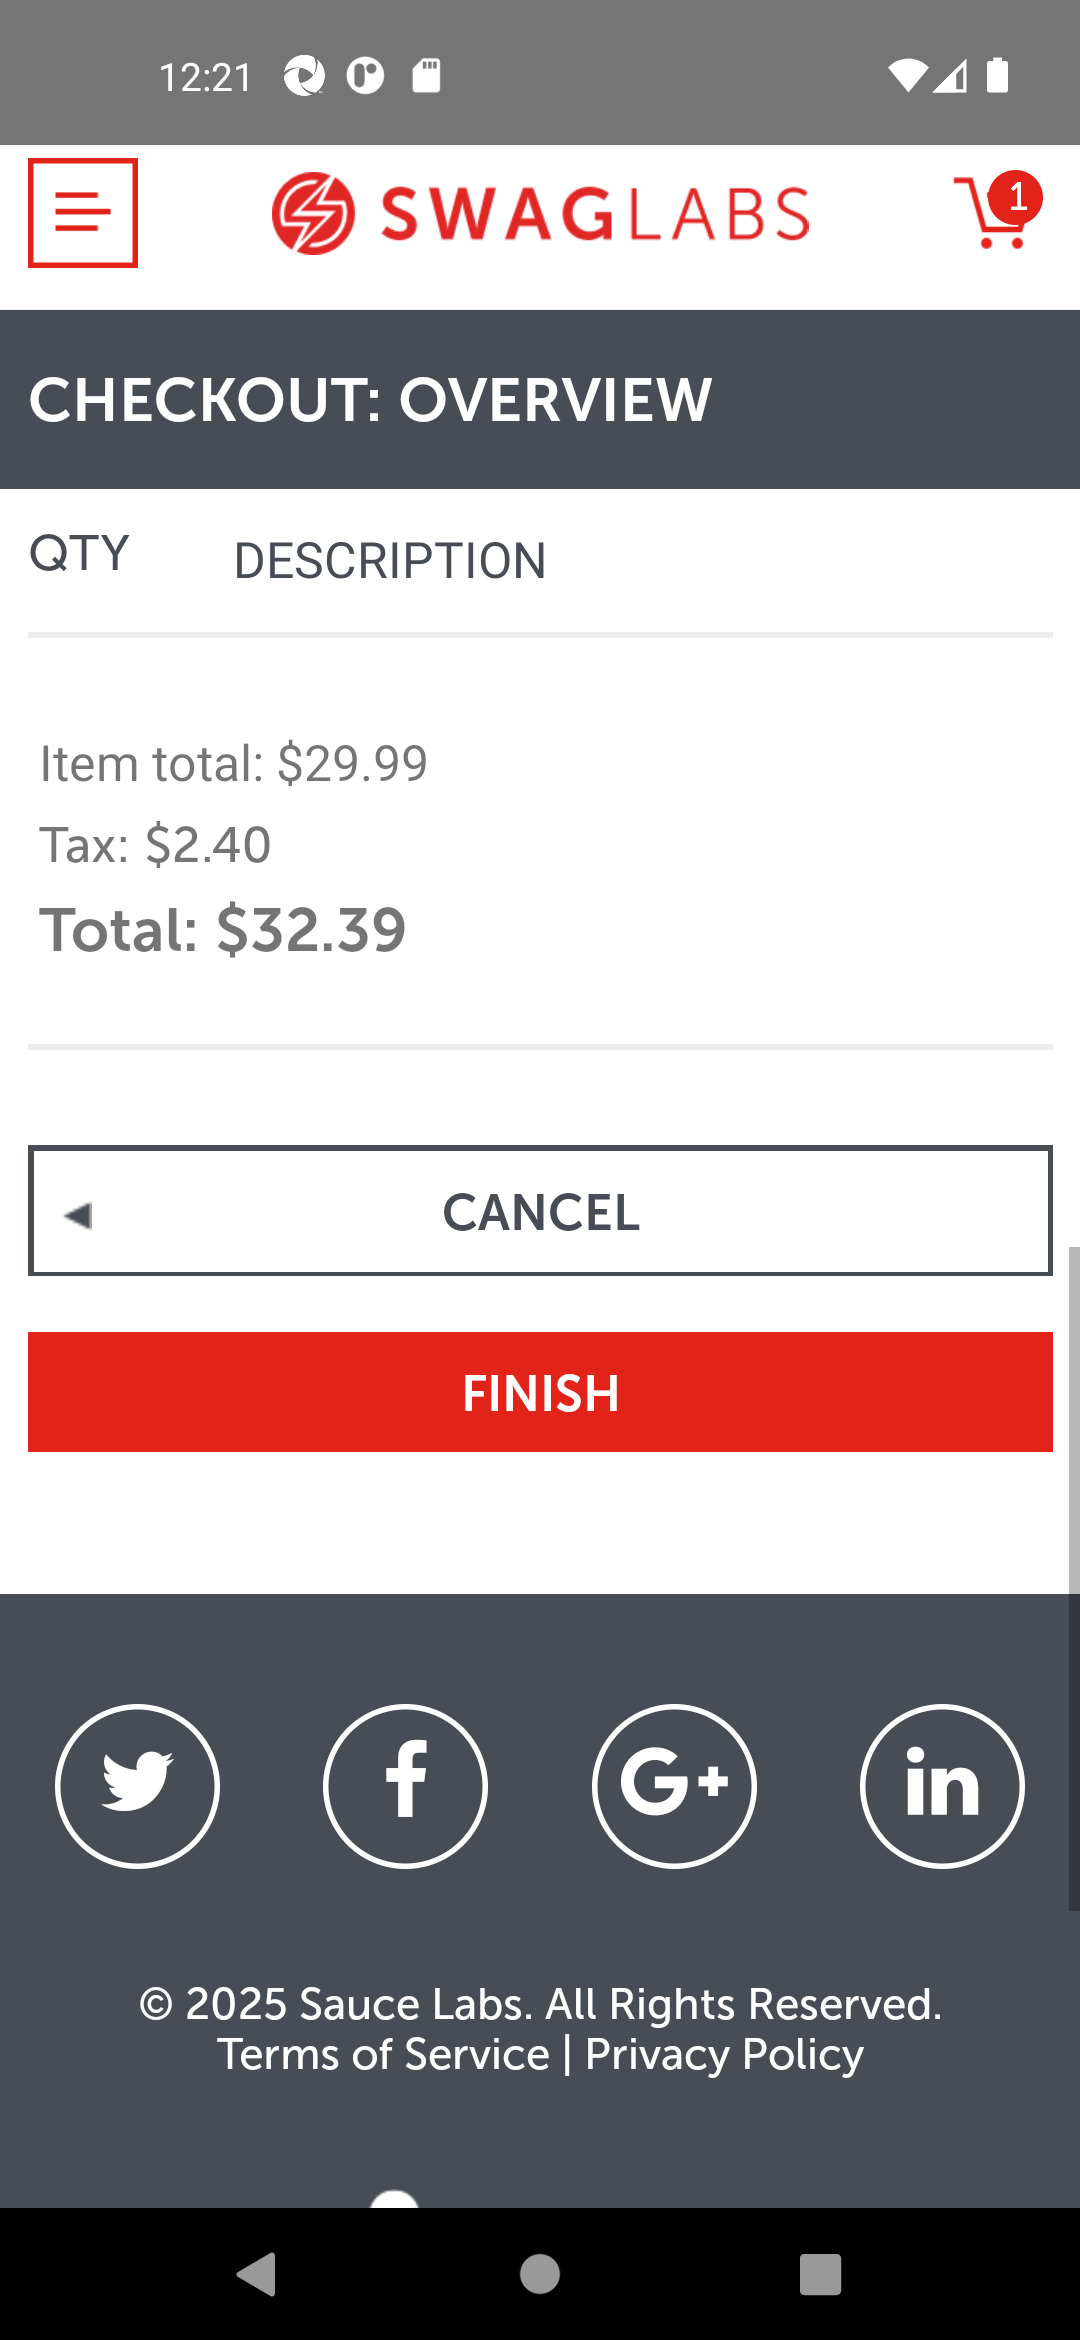 12:21
SWAGLABS
1
CHECKOUT: OVERVIEW
QTY
DESCRIPTION
Item total: $29.99
Tax: $2.40
Total: $32.39
CANCEL
FINISH
f
G+
in
© 2025 Sauce Labs. All Rights Reserved.
Terms of Service | Privacy Policy